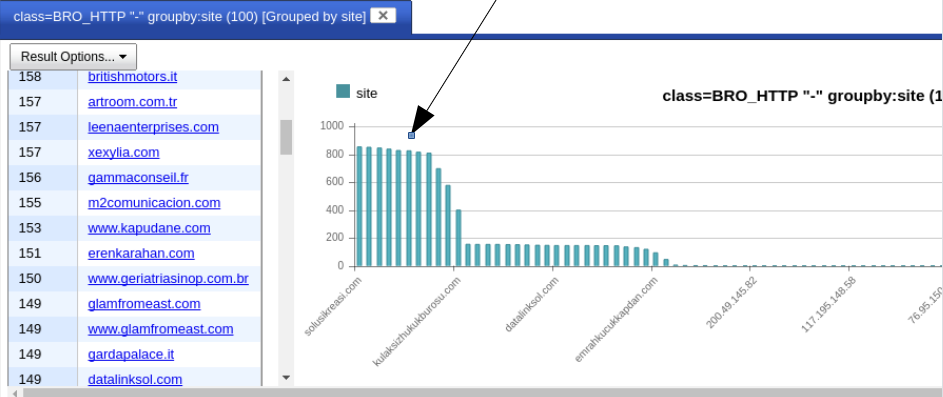 class=BRO_HTTP "-" groupby:site (100) [Grouped by site]
Result Options...
158 britishmotors.it
157 artroom.com.tr
157 leenaenterprises.com
157 xexylia.com
156 gammaconseil.fr
155 m2comunicacion.com
153 www.kapudane.com
151 erenkarahan.com
150 www.geriatriasinop.com.br
149 glamfromeast.com
149 www.glamfromeast.com
149 gardapalace.it
149 datalinksol.com
site
class=BRO_HTTP "-" groupby:site (1
1000
800
600
400
200
0
solusikreasi.com
kulaksizhukukburosu.com
datalinksol.com
emrahkucukkapdan.com
200.49.145.82
117.195.148.58
76.95.150